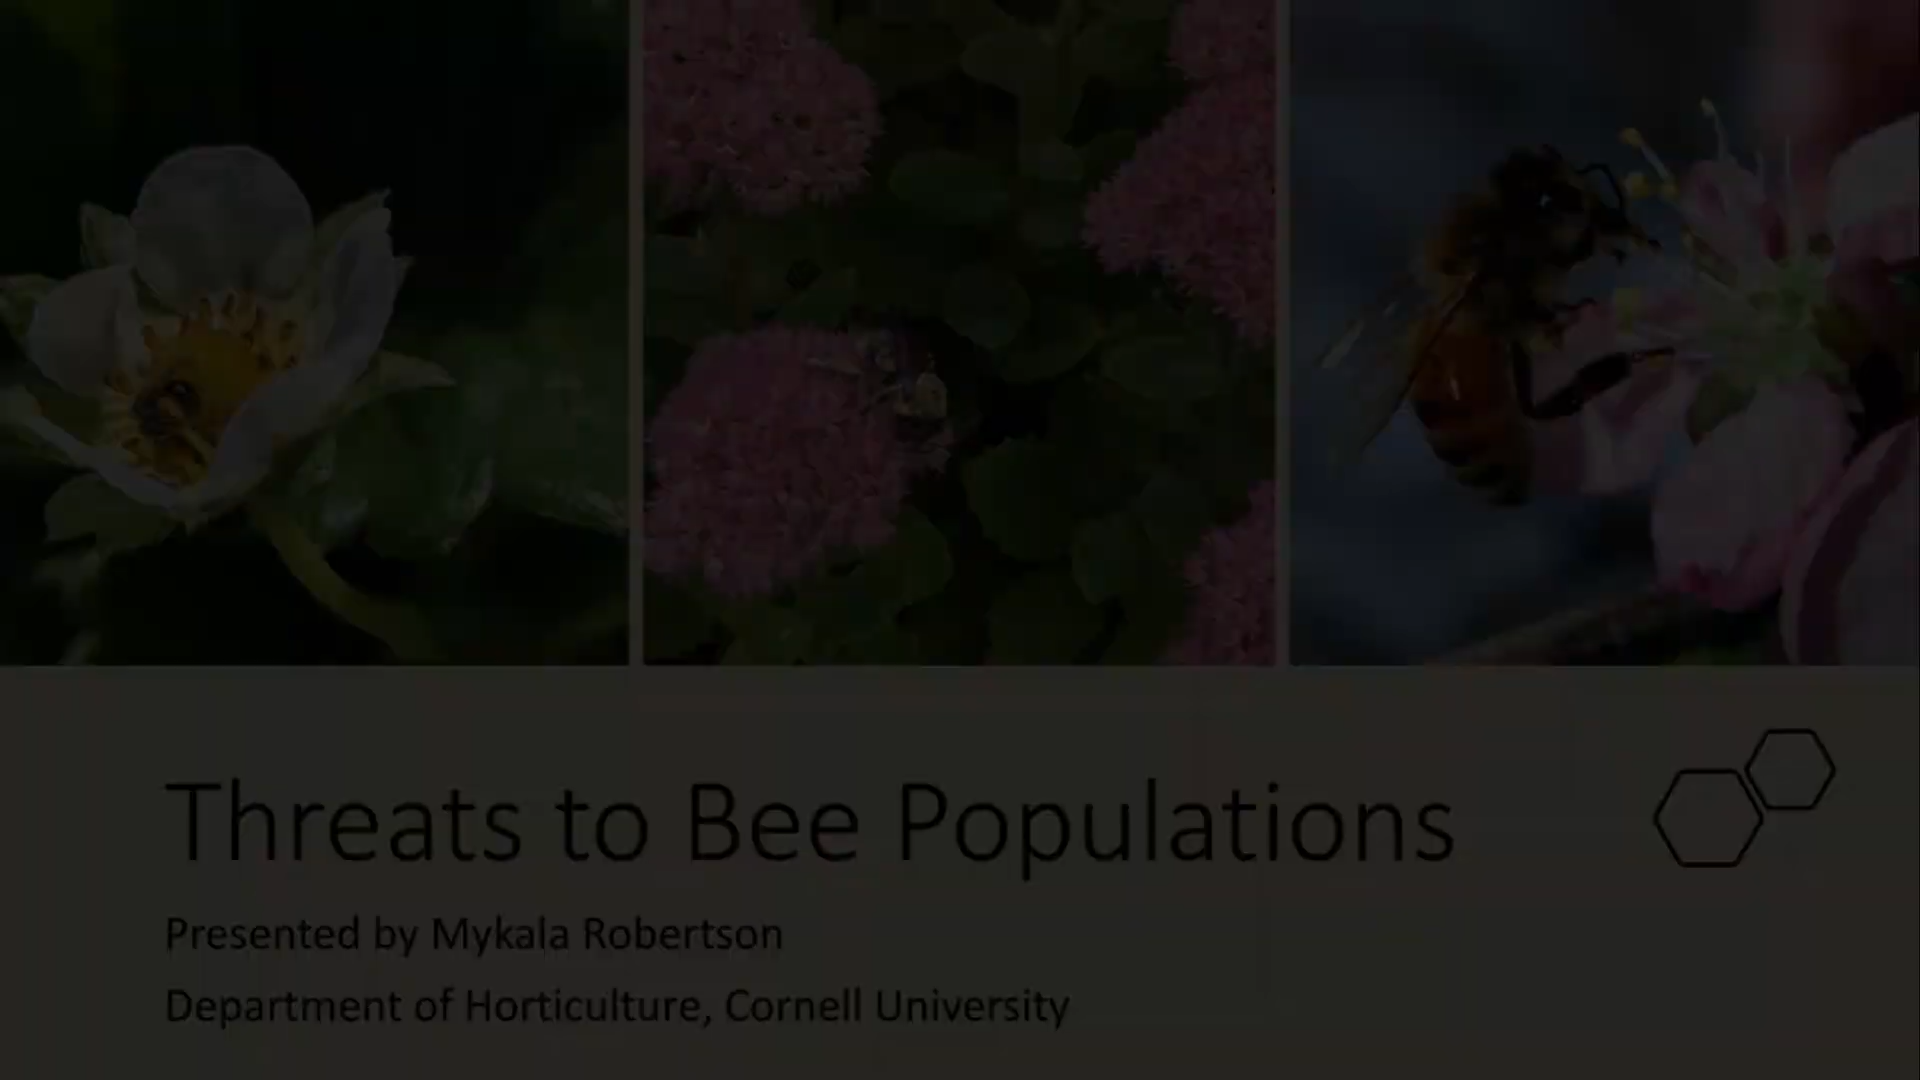 Threats to Bee Populations
Presented by Mykala Robertson
Department of Horticulture, Cornell University